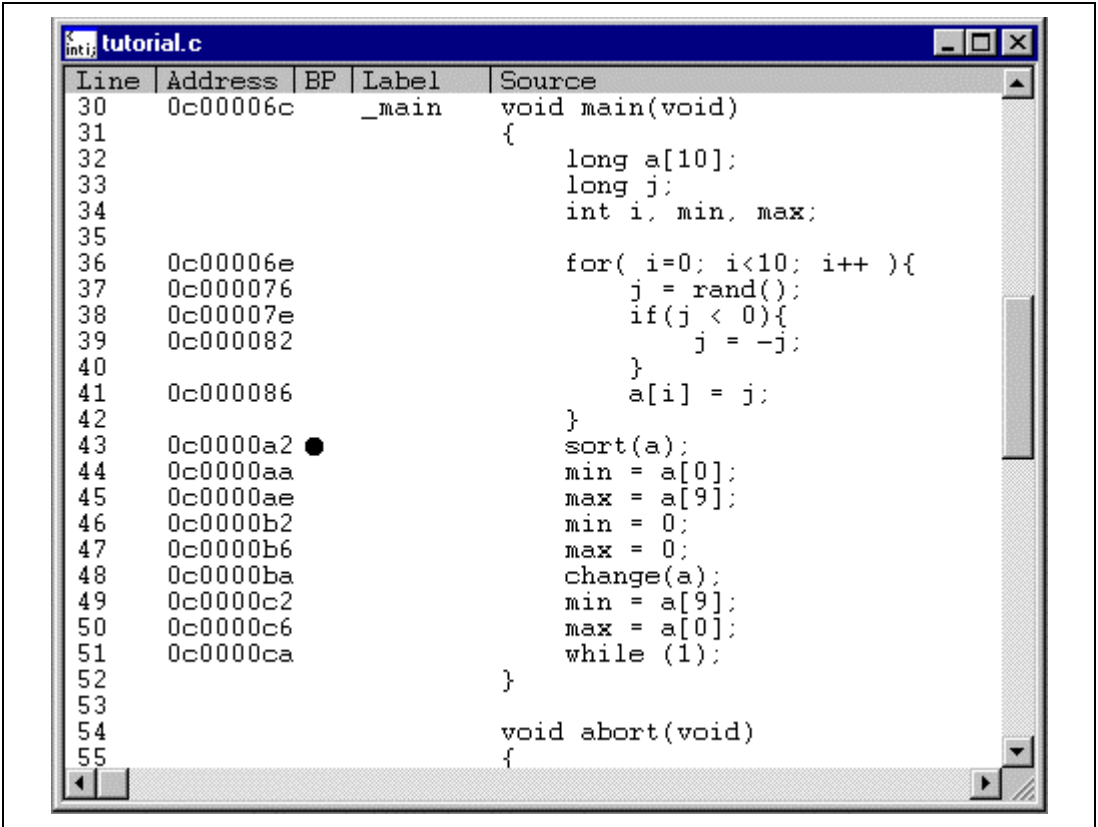 inti; tutorial.c
Line Address BP Label Source
30 0c00006c _main void main(void)
31 {
32 long a[10];
33 long j;
34 int i, min, max;
35
36 0c00006e for( i=0; i<10; i++ ){
37 0c000076 j = rand();
38 0c00007e if(j < 0){
39 0c000082 j = -j;
40 }
41 0c000086 a[i] = j;
42 }
43 0c0000a2 ● sort(a);
44 0c0000aa min = a[0];
45 0c0000ae max = a[9];
46 0c0000b2 min = 0;
47 0c0000b6 max = 0;
48 0c0000ba change(a);
49 0c0000c2 min = a[9];
50 0c0000c6 max = a[0];
51 0c0000ca while (1);
52 }
53
54 void abort(void)
55 {